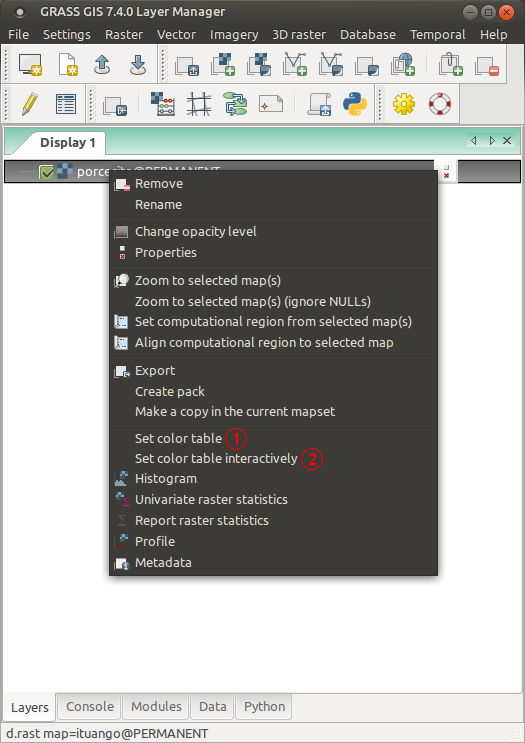 GRASS GIS 7.4.0 Layer Manager
File Settings Raster Vector Imagery 3D raster Database Temporal Help
Display 1
Remove
Rename
Change opacity level
Properties
Zoom to selected map(s)
Zoom to selected map(s) (ignore NULLs)
Set computational region from selected map(s)
Align computational region to selected map
Export
Create pack
Make a copy in the current mapset
Set color table 1
Set color table interactively 2
Histogram
Univariate raster statistics
Report raster statistics
Profile
Metadata
Layers Console Modules Data Python
d.rast map=ituango@PERMANENT